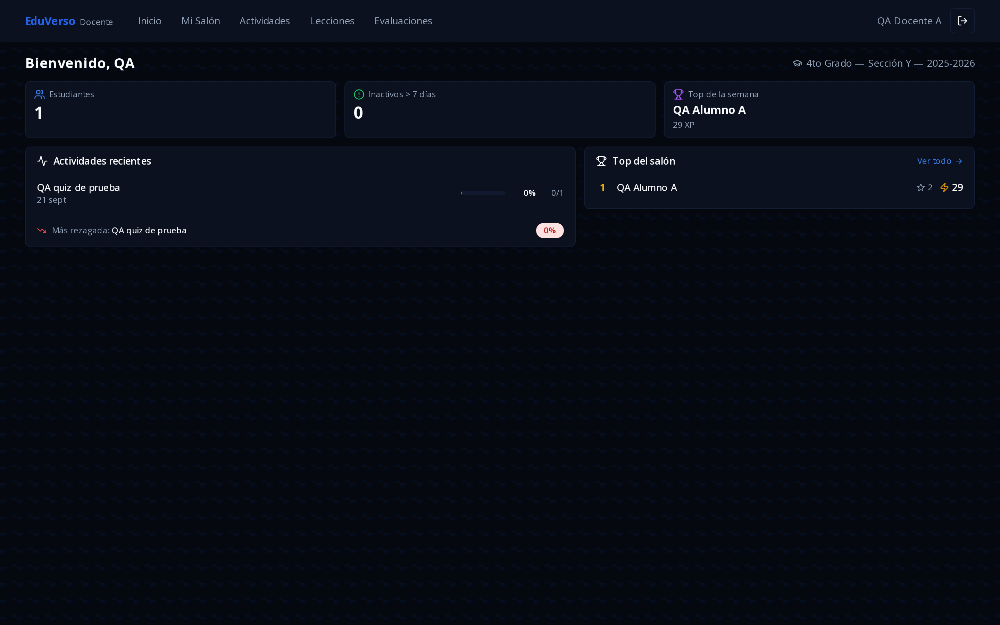 EduVerso Docente Inicio Mi Salón Actividades Lecciones Evaluaciones QA Docente A
Bienvenido, QA 4to Grado — Sección Y — 2025-2026
Estudiantes
1
Inactivos > 7 días
0
Top de la semana
QA Alumno A
29 XP
Actividades recientes
QA quiz de prueba 0% 0/1
21 sept
Más rezagada: QA quiz de prueba 0%
Top del salón Ver todo
1 QA Alumno A 2 29